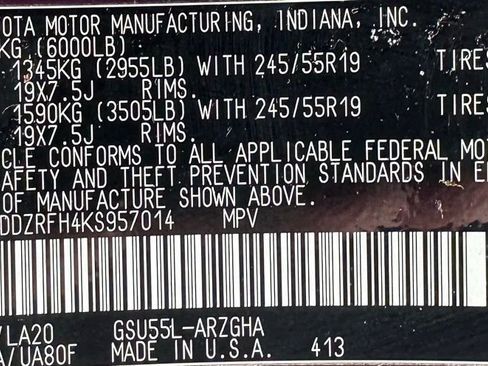 OTA MOTOR MANUFACTURING, INDIANA, INC.
KG (6000LB)
1345KG (2955LB) WITH 245/55R19 TIRES
19X7.5J RIMS.
1590KG (3505LB) WITH 245/55R19 TIRES
19X7.5J RIMS.
CLE CONFORMS TO ALL APPLICABLE FEDERAL MOT
SAFETY AND THEFT PREVENTION STANDARDS IN E
OF MANUFACTURE SHOWN ABOVE.
DDZRFH4KS957014 MPV
/LA20 GSU55L-ARZGHA
A/UA80F MADE IN U.S.A. 413